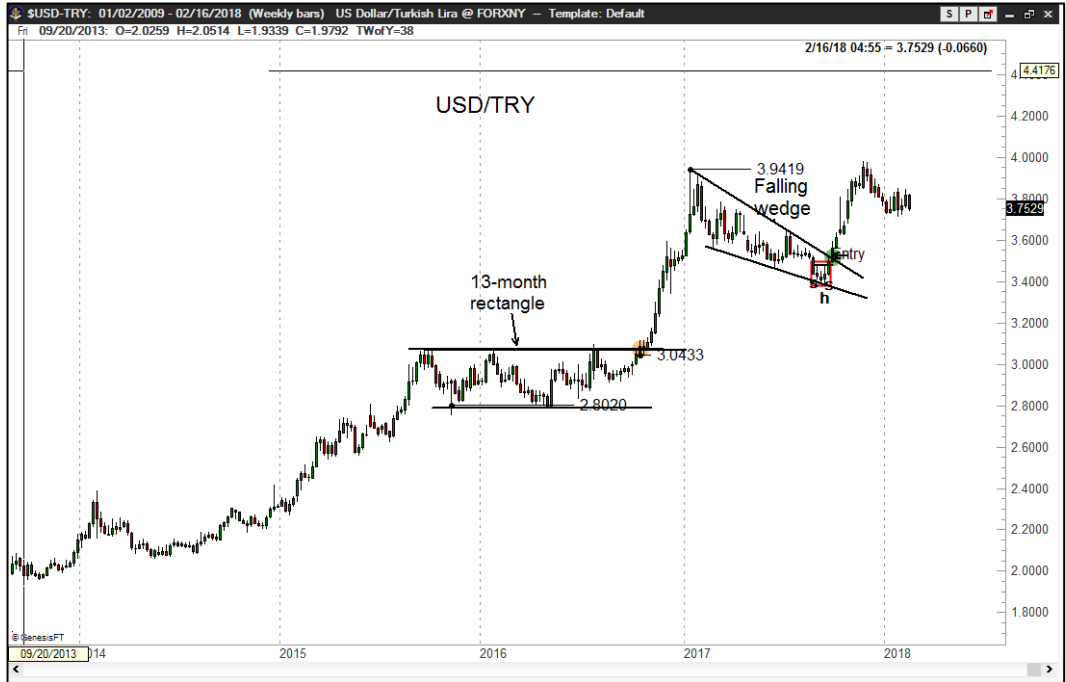 $USD-TRY: 01/02/2009 - 02/16/2018 (Weekly bars) US Dollar/Turkish Lira @ FORXNY – Template: Default
S P
Fri 09/20/2013: O=2.0259 H=2.0514 L=1.9339 C=1.9792 TWofY=38
2/16/18 04:55 = 3.7529 (-0.0660)
4.4176
USD/TRY
4.2000
4.0000
3.9419
Falling
wedge
3.8000
3.7529
3.6000
Entry
3.4000
s s
h
13-month
rectangle
3.2000
3.0433
3.0000
2.8020
2.8000
2.6000
2.4000
2.2000
2.0000
1.8000
© GenesisFT
09/20/2013 2015 2016 2017 2018